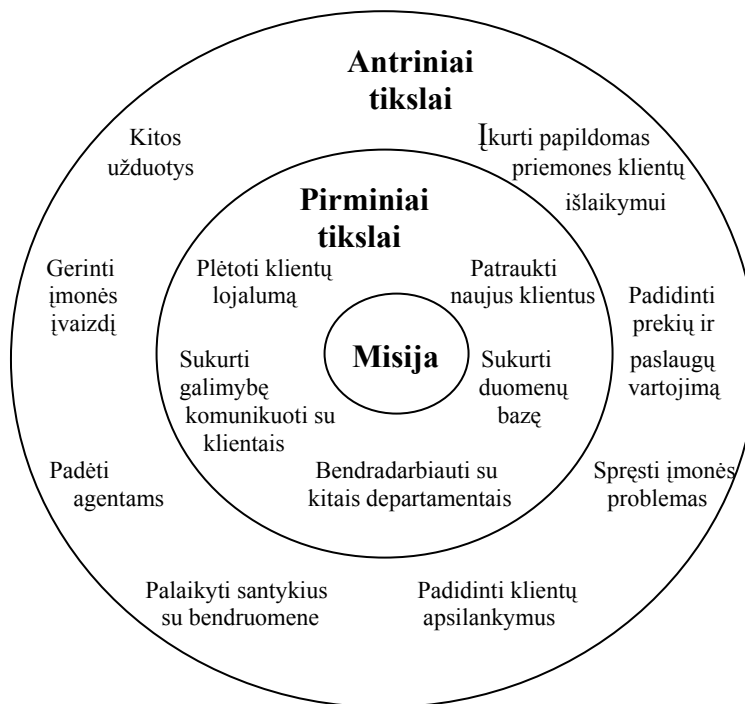 Antriniai
tikslai
Kitos
užduotys
Įkurti papildomas
priemones klientų
išlaikymui
Pirminiai
tikslai
Gerinti
įmonės
įvaizdį
Plėtoti klientų
lojalumą
Patraukti
naujus klientus
Padidinti
prekių ir
paslaugų
vartojimą
Misija
Sukurti
galimybę
komunikuoti su
klientais
Sukurti
duomenų
bazę
Padėti
agentams
Bendradarbiauti su
kitais departamentais
Spręsti įmonės
problemas
Palaikyti santykius
su bendruomene
Padidinti klientų
apsilankymus